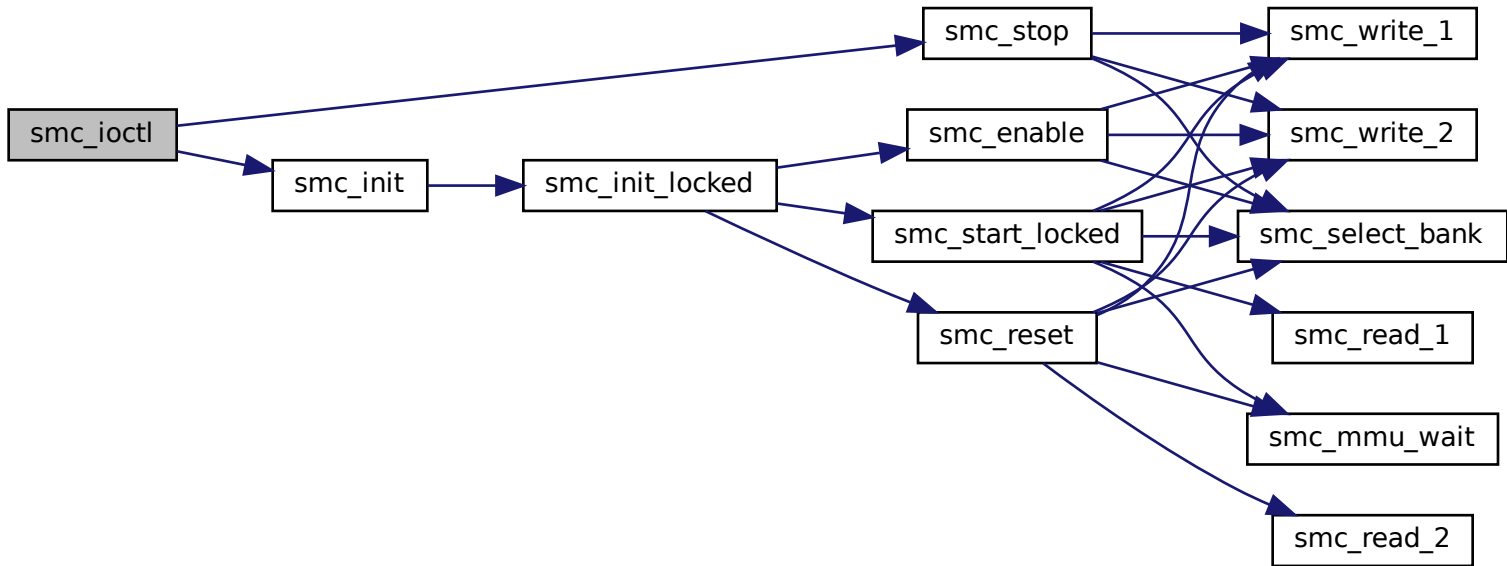 smc_ioctl
smc_init
smc_init_locked
smc_stop
smc_enable
smc_start_locked
smc_reset
smc_write_1
smc_write_2
smc_select_bank
smc_read_1
smc_mmu_wait
smc_read_2